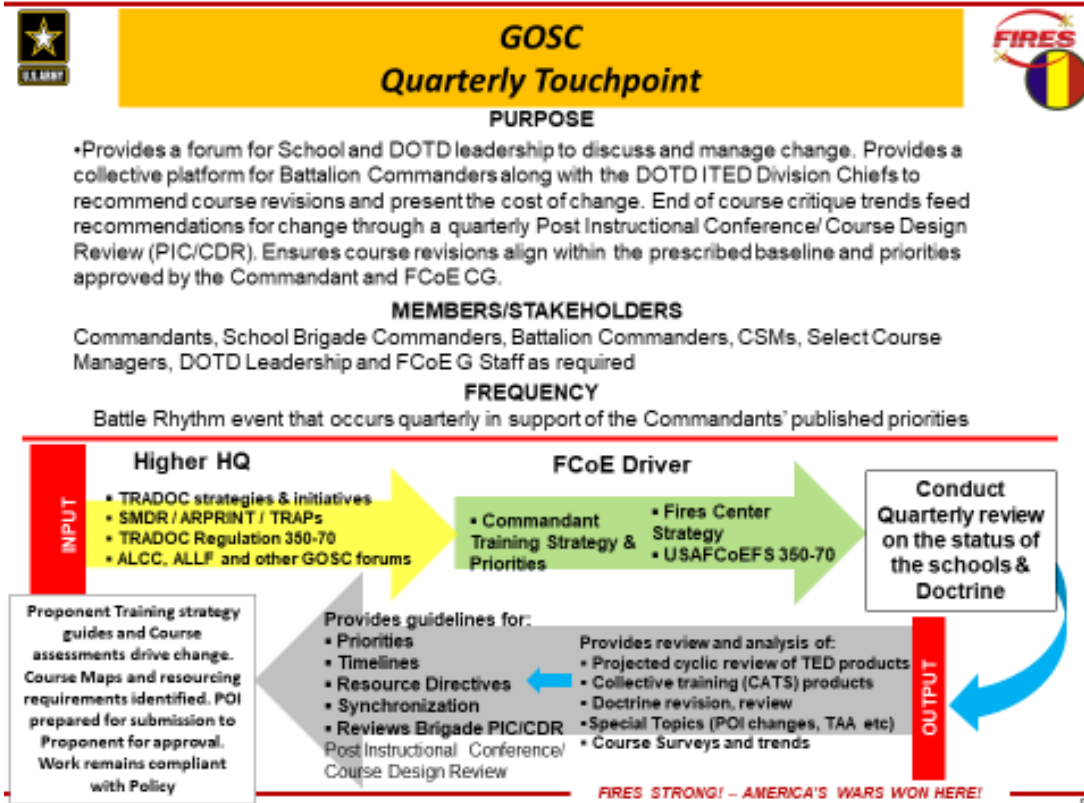 U.S. ARMY
GOSC
Quarterly Touchpoint
FIRES
PURPOSE
•Provides a forum for School and DOTD leadership to discuss and manage change. Provides a
collective platform for Battalion Commanders along with the DOTD ITED Division Chiefs to
recommend course revisions and present the cost of change. End of course critique trends feed
recommendations for change through a quarterly Post Instructional Conference/ Course Design
Review (PIC/CDR). Ensures course revisions align within the prescribed baseline and priorities
approved by the Commandant and FCoE CG.
MEMBERS/STAKEHOLDERS
Commandants, School Brigade Commanders, Battalion Commanders, CSMs, Select Course
Managers, DOTD Leadership and FCoE G Staff as required
FREQUENCY
Battle Rhythm event that occurs quarterly in support of the Commandants' published priorities
INPUT
Higher HQ
▪ TRADOC strategies & initiatives
▪ SMDR / ARPRINT / TRAPs
▪ TRADOC Regulation 350-70
▪ ALCC, ALLF and other GOSC forums
FCoE Driver
▪ Commandant
Training Strategy &
Priorities
▪ Fires Center
Strategy
▪ USAFCoEFS 350-70
Conduct
Quarterly review
on the status of
the schools &
Doctrine
OUTPUT
Provides review and analysis of:
▪ Projected cyclic review of TED products
▪ Collective training (CATS) products
▪ Doctrine revision, review
▪Special Topics (POI changes, TAA etc)
▪ Course Surveys and trends
Provides guidelines for:
▪ Priorities
▪ Timelines
▪ Resource Directives
▪ Synchronization
▪ Reviews Brigade PIC/CDR
Post Instructional Conference/
Course Design Review
Proponent Training strategy
guides and Course
assessments drive change.
Course Maps and resourcing
requirements identified. POI
prepared for submission to
Proponent for approval.
Work remains compliant
with Policy
FIRES STRONG! – AMERICA'S WARS WON HERE!